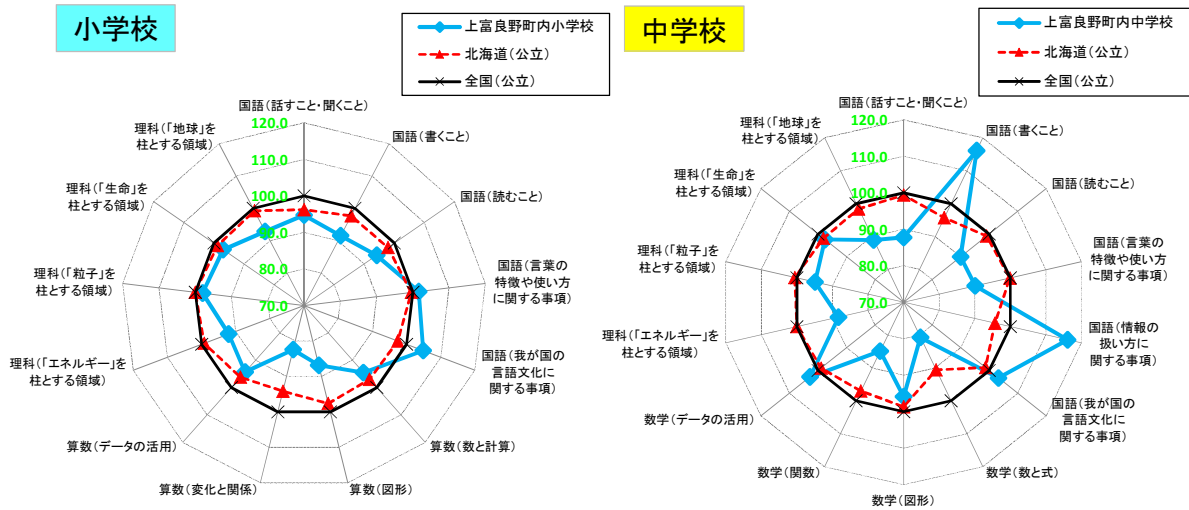 小学校
上富良野町内小学校
北海道(公立)
全国(公立)
国語(話すこと・聞くこと)
国語(書くこと)
国語(読むこと)
国語(言葉の
特徴や使い方
に関する事項)
国語(我が国の
言語文化に
関する事項)
算数(数と計算)
算数(図形)
算数(変化と関係)
算数(データの活用)
理科(「エネルギー」を
柱とする領域)
理科(「粒子」を
柱とする領域)
理科(「生命」を
柱とする領域)
理科(「地球」を
柱とする領域)
120.0
110.0
100.0
90.0
80.0
70.0
中学校
上富良野町内中学校
北海道(公立)
全国(公立)
国語(話すこと・聞くこと)
国語(書くこと)
国語(読むこと)
国語(言葉の
特徴や使い方
に関する事項)
国語(情報の
扱い方に
関する事項)
国語(我が国の
言語文化に
関する事項)
数学(数と式)
数学(図形)
数学(関数)
数学(データの活用)
理科(「エネルギー」を
柱とする領域)
理科(「粒子」を
柱とする領域)
理科(「生命」を
柱とする領域)
理科(「地球」を
柱とする領域)
120.0
110.0
100.0
90.0
80.0
70.0